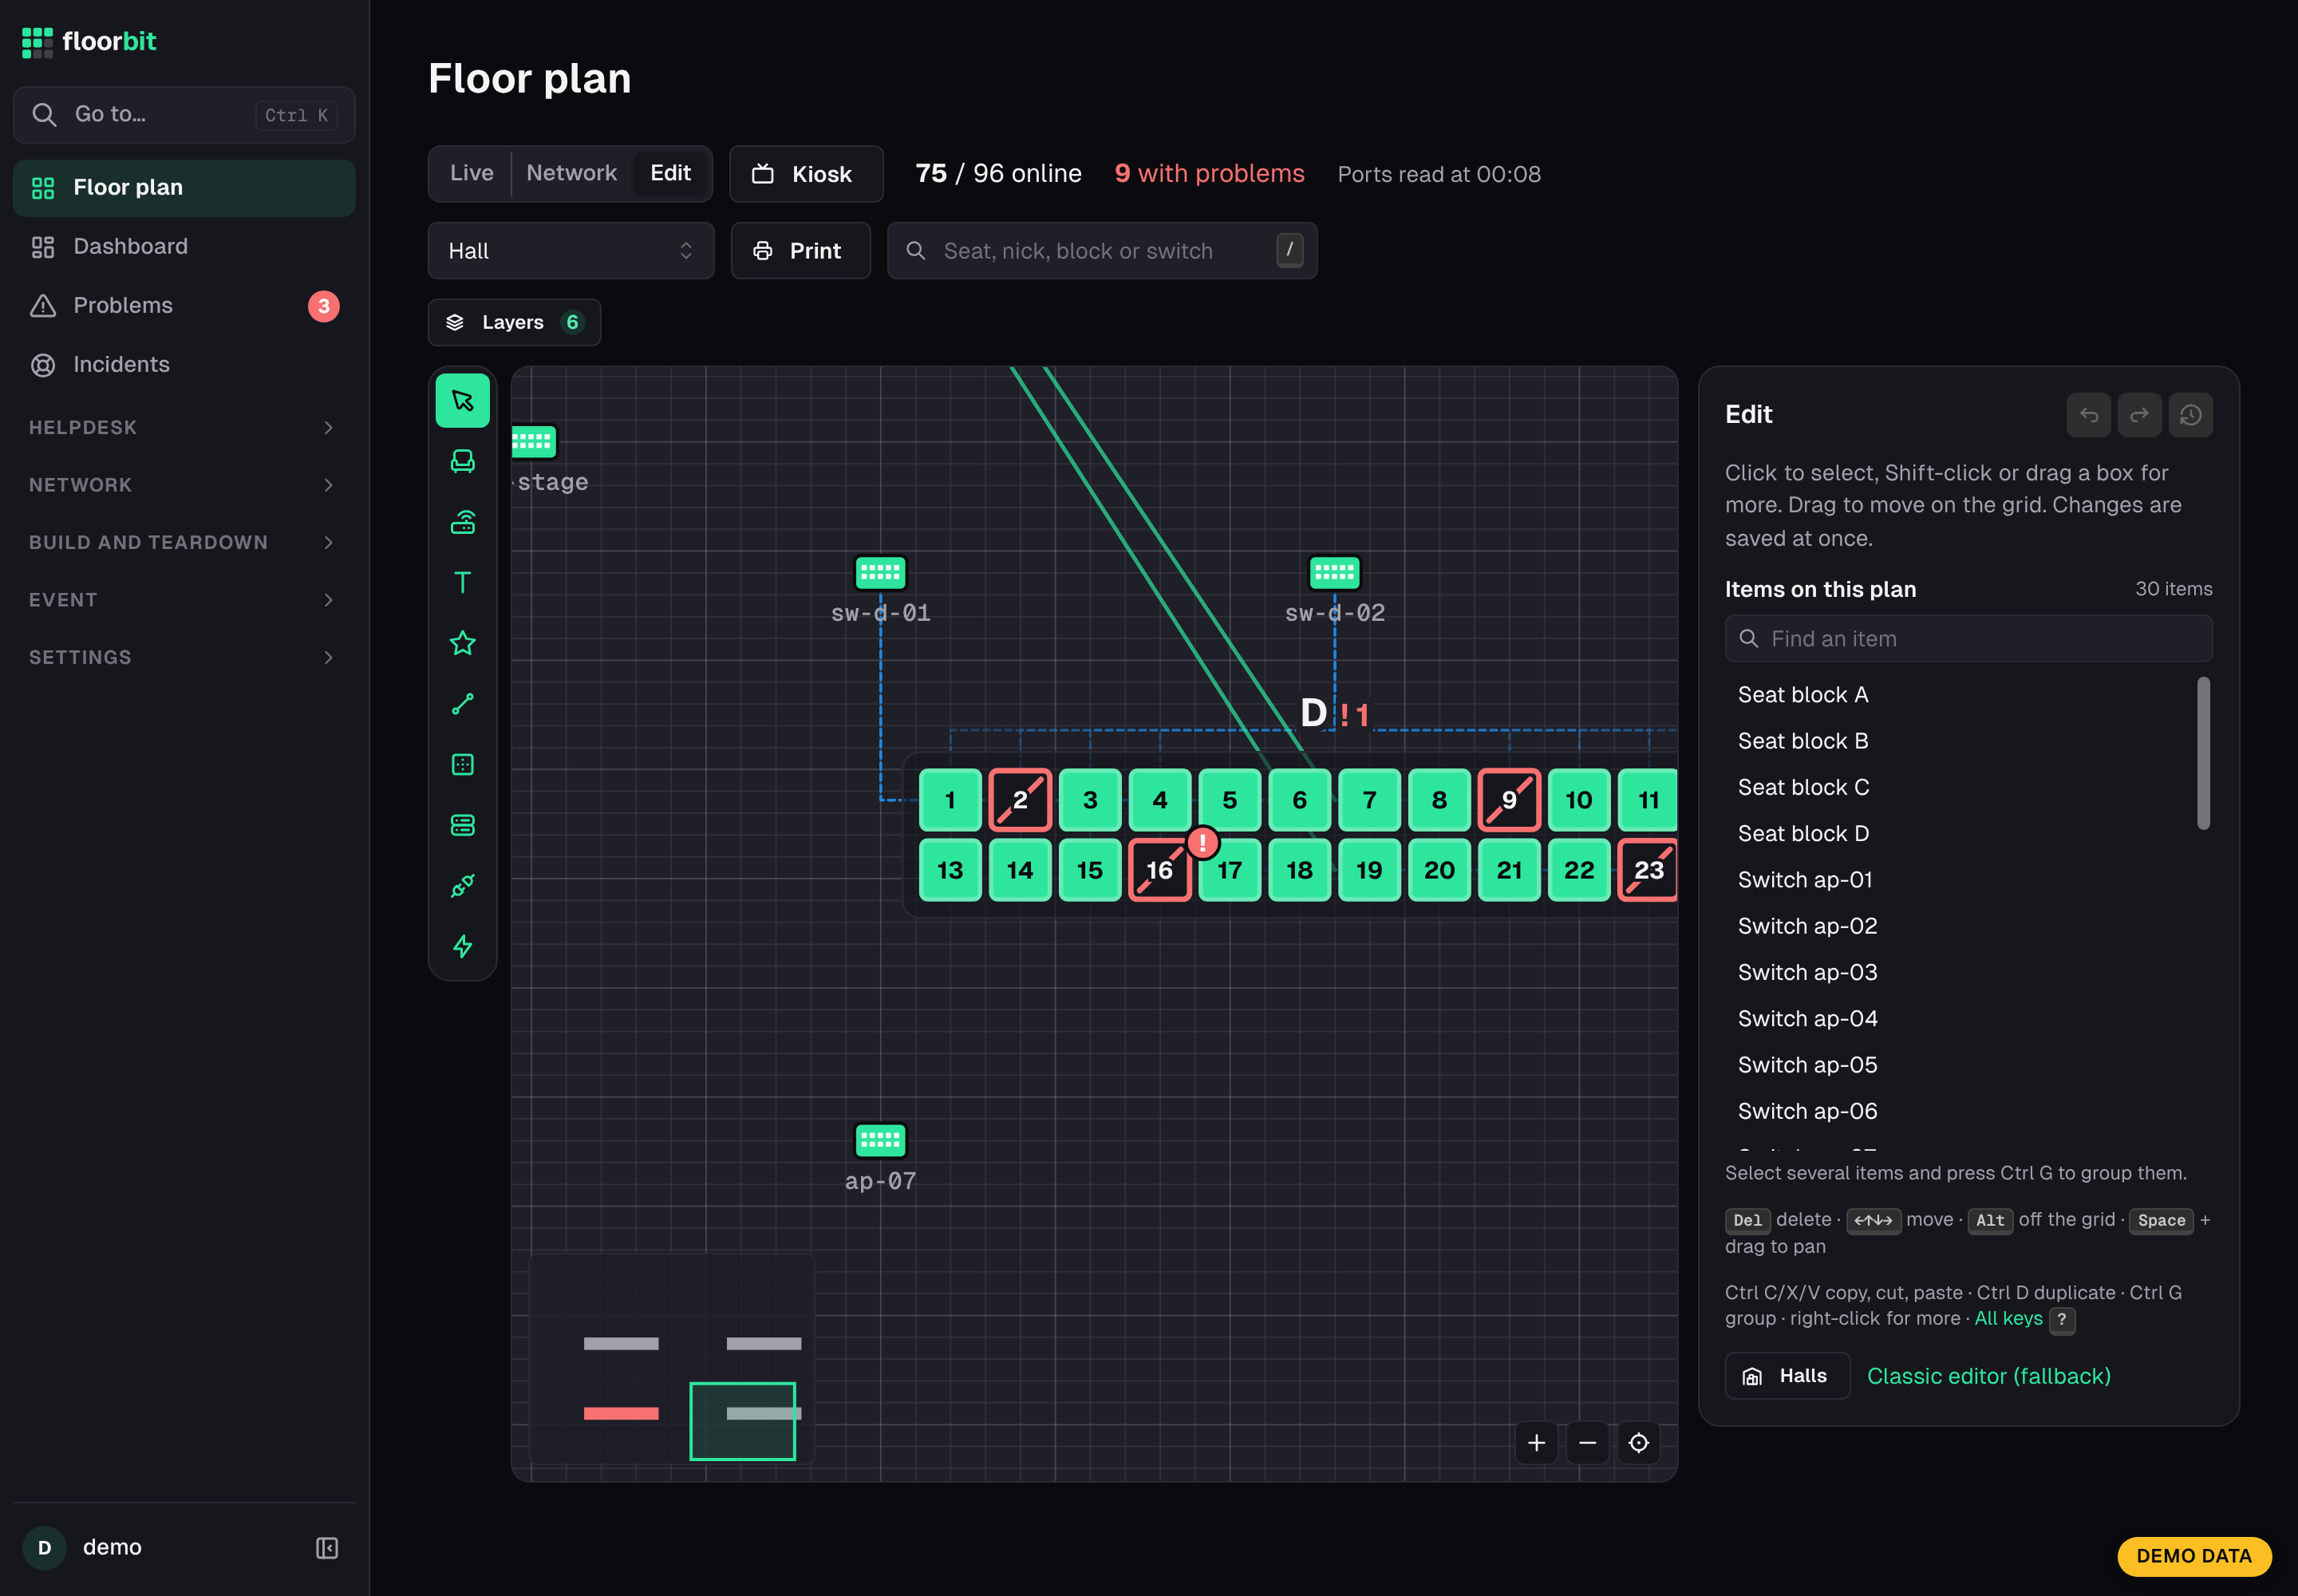 floorbit
Go to...
Ctrl K
Floor plan
Dashboard
Problems
3
Incidents
HELPDESK
NETWORK
BUILD AND TEARDOWN
EVENT
SETTINGS
D
demo
Floor plan
Live Network Edit
Kiosk
75 / 96 online
9 with problems
Ports read at 00:08
Hall
Print
Seat, nick, block or switch
/
Layers 6
-stage
sw-d-01
sw-d-02
D !1
1 2 3 4 5 6 7 8 9 10 11
!
13 14 15 16 17 18 19 20 21 22 23
ap-07
Edit
Click to select, Shift-click or drag a box for
more. Drag to move on the grid. Changes are
saved at once.
Items on this plan
30 items
Find an item
Seat block A
Seat block B
Seat block C
Seat block D
Switch ap-01
Switch ap-02
Switch ap-03
Switch ap-04
Switch ap-05
Switch ap-06
Select several items and press Ctrl G to group them.
Del delete · ←↑↓→ move · Alt off the grid · Space +
drag to pan
Ctrl C/X/V copy, cut, paste · Ctrl D duplicate · Ctrl G
group · right-click for more · All keys ?
Halls
Classic editor (fallback)
DEMO DATA